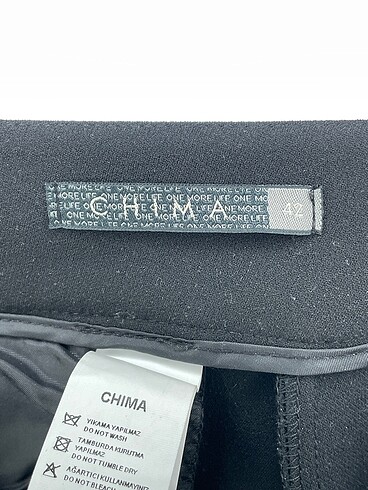 ONE MORE LIFE ONE MORE LIFE ONE MORE LIFE ONE
CHIMA 42
CHIMA
YIKAMA YAPILMAZ
DO NOT WASH
TAMBURDA KURUTMA
YAPILMAZ
DO NOT TUMBLE DRY
AĞARTICI KULLANMAYINIZ
DO NOT BLEACH